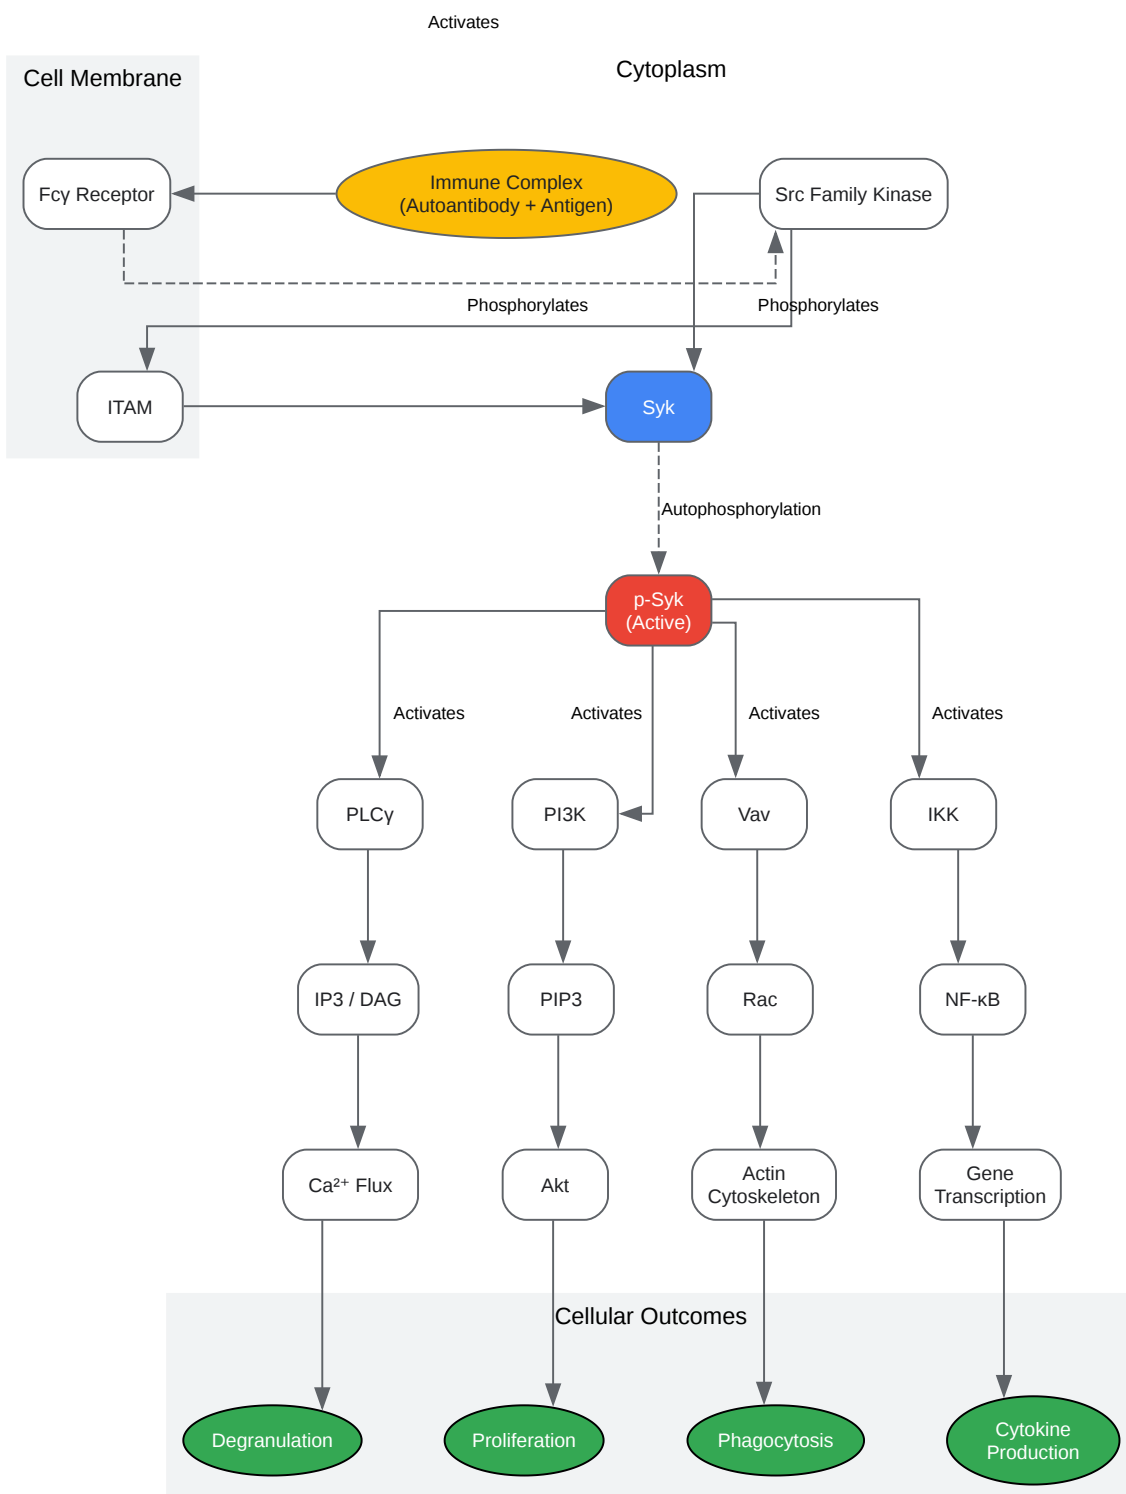 Activates
Cell Membrane
Cytoplasm
Fcγ Receptor
Immune Complex
(Autoantibody + Antigen)
Src Family Kinase
Phosphorylates
Phosphorylates
ITAM
Syk
Autophosphorylation
p-Syk
(Active)
Activates
Activates
Activates
Activates
PLCγ
PI3K
Vav
IKK
IP3 / DAG
PIP3
Rac
NF-κB
Ca²⁺ Flux
Akt
Actin
Cytoskeleton
Gene
Transcription
Cellular Outcomes
Degranulation
Proliferation
Phagocytosis
Cytokine
Production